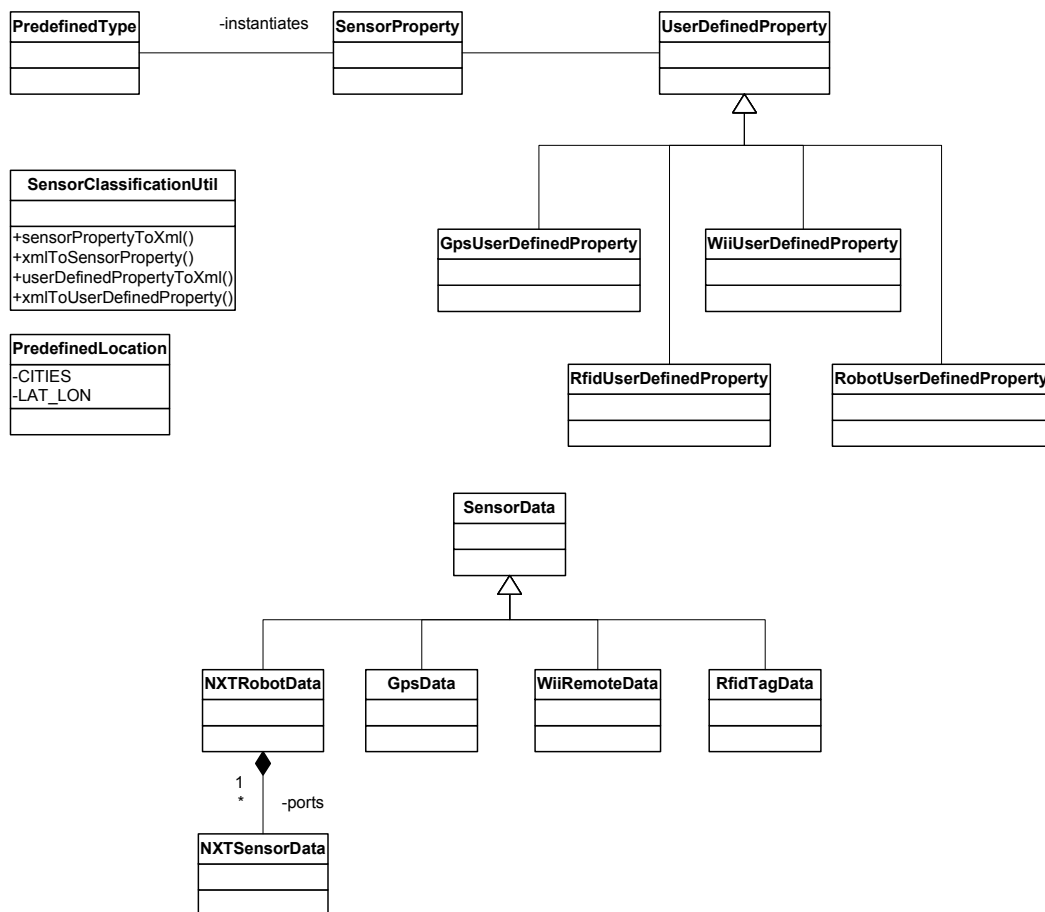 PredefinedType
-instantiates
SensorProperty
UserDefinedProperty
SensorClassificationUtil
+sensorPropertyToXml()
+xmlToSensorProperty()
+userDefinedPropertyToXml()
+xmlToUserDefinedProperty()
GpsUserDefinedProperty
WiiUserDefinedProperty
PredefinedLocation
-CITIES
-LAT_LON
RfidUserDefinedProperty
RobotUserDefinedProperty
SensorData
NXTRobotData
GpsData
WiiRemoteData
RfidTagData
1
*
-ports
NXTSensorData